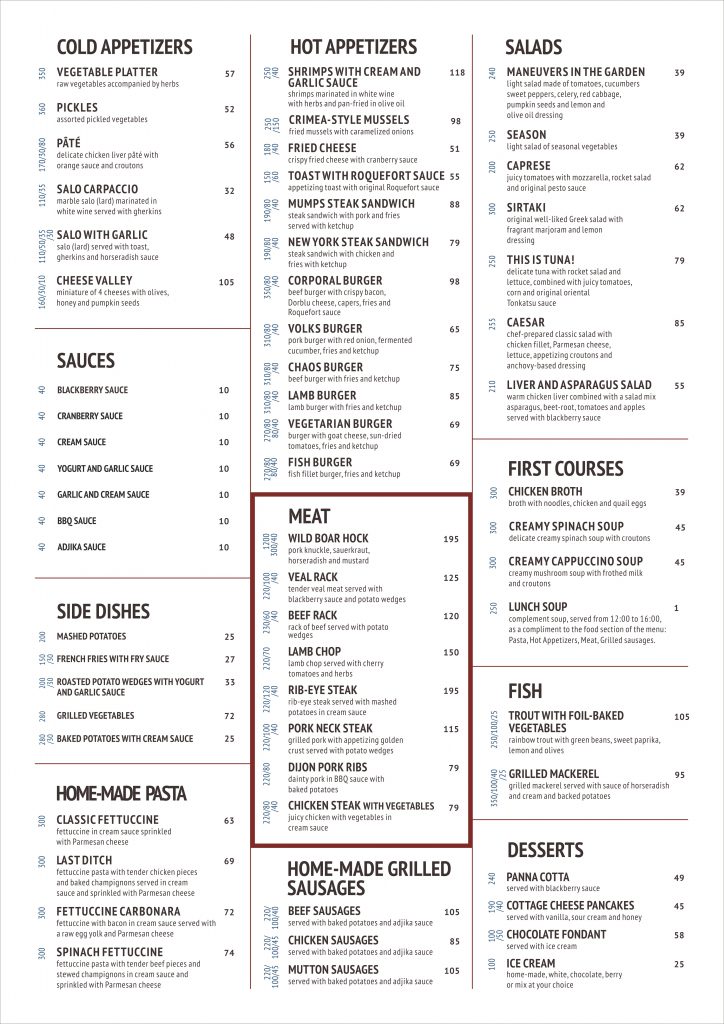 COLD APPETIZERS
350
VEGETABLE PLATTER 57
raw vegetables accompanied by herbs
360
PICKLES 52
assorted pickled vegetables
170/30/80
PÂTÉ 56
delicate chicken liver pâté with
orange sauce and croutons
110/35
SALO CARPACCIO 32
marble salo (lard) marinated in
white wine served with gherkins
110/50/35
/30
SALO WITH GARLIC 48
salo (lard) served with toast,
gherkins and horseradish sauce
160/30/10
CHEESE VALLEY 105
miniature of 4 cheeses with olives,
honey and pumpkin seeds
SAUCES
40 BLACKBERRY SAUCE 10
40 CRANBERRY SAUCE 10
40 CREAM SAUCE 10
40 YOGURT AND GARLIC SAUCE 10
40 GARLIC AND CREAM SAUCE 10
40 BBQ SAUCE 10
40 ADJIKA SAUCE 10
SIDE DISHES
200 MASHED POTATOES 25
150
/30
FRENCH FRIES WITH FRY SAUCE 27
200
/30
ROASTED POTATO WEDGES WITH YOGURT 33
AND GARLIC SAUCE
280 GRILLED VEGETABLES 72
280
/30
BAKED POTATOES WITH CREAM SAUCE 25
HOME-MADE PASTA
300
CLASSIC FETTUCCINE 63
fettuccine in cream sauce sprinkled
with Parmesan cheese
300
LAST DITCH 69
fettuccine pasta with tender chicken pieces
and baked champignons served in cream
sauce and sprinkled with Parmesan cheese
300
FETTUCCINE CARBONARA 72
fettuccine with bacon in cream sauce served with
a raw egg yolk and Parmesan cheese
300
SPINACH FETTUCCINE 74
fettuccine pasta with tender beef pieces and
stewed champignons in cream sauce and
sprinkled with Parmesan cheese
HOT APPETIZERS
250
/40
SHRIMPS WITH CREAM AND 118
GARLIC SAUCE
shrimps marinated in white wine
with herbs and pan-fried in olive oil
250
/150
CRIMEA-STYLE MUSSELS 98
fried mussels with caramelized onions
180
/40
FRIED CHEESE 51
crispy fried cheese with cranberry sauce
150
/60
TOAST WITH ROQUEFORT SAUCE 55
appetizing toast with original Roquefort sauce
190/80
/40
MUMPS STEAK SANDWICH 88
steak sandwich with pork and fries
served with ketchup
190/80
/40
NEW YORK STEAK SANDWICH 79
steak sandwich with chicken and
fries with ketchup
350/80
/40
CORPORAL BURGER 98
beef burger with crispy bacon,
Dorblu cheese, capers, fries and
Roquefort sauce
310/80
/40
VOLKS BURGER 65
pork burger with red onion, fermented
cucumber, fries and ketchup
310/80
/40
CHAOS BURGER 75
beef burger with fries and ketchup
310/80
/40
LAMB BURGER 85
lamb burger with fries and ketchup
270/80
80/40
VEGETARIAN BURGER 69
burger with goat cheese, sun-dried
tomatoes, fries and ketchup
270/80
80/40
FISH BURGER 69
fish fillet burger, fries and ketchup
MEAT
1200
300/40
WILD BOAR HOCK 195
pork knuckle, sauerkraut,
horseradish and mustard
220/100
/40
VEAL RACK 125
tender veal meat served with
blackberry sauce and potato wedges
230/60
/40
BEEF RACK 120
rack of beef served with potato
wedges
220/70
LAMB CHOP 150
lamb chop served with cherry
tomatoes and herbs
220/120
/40
RIB-EYE STEAK 195
rib-eye steak served with mashed
potatoes in cream sauce
220/100
/40
PORK NECK STEAK 115
grilled pork with appetizing golden
crust served with potato wedges
220/80
DIJON PORK RIBS 79
dainty pork in BBQ sauce with
baked potatoes
220/80
/40
CHICKEN STEAK WITH VEGETABLES 79
juicy chicken with vegetables in
cream sauce
HOME-MADE GRILLED
SAUSAGES
220/
100/40
BEEF SAUSAGES 105
served with baked potatoes and adjika sauce
220/
100/45
CHICKEN SAUSAGES 85
served with baked potatoes and adjika sauce
220/
100/45
MUTTON SAUSAGES 105
served with baked potatoes and adjika sauce
SALADS
240
MANEUVERS IN THE GARDEN 39
light salad made of tomatoes, cucumbers
sweet peppers, celery, red cabbage,
pumpkin seeds and lemon and
olive oil dressing
250
SEASON 39
light salad of seasonal vegetables
200
CAPRESE 62
juicy tomatoes with mozzarella, rocket salad
and original pesto sauce
300
SIRTAKI 62
original well-liked Greek salad with
fragrant marjoram and lemon
dressing
250
THIS IS TUNA! 79
delicate tuna with rocket salad and
lettuce, combined with juicy tomatoes,
corn and original oriental
Tonkatsu sauce
255
CAESAR 85
chef-prepared classic salad with
chicken fillet, Parmesan cheese,
lettuce, appetizing croutons and
anchovy-based dressing
210
LIVER AND ASPARAGUS SALAD 55
warm chicken liver combined with a salad mix
asparagus, beet-root, tomatoes and apples
served with blackberry sauce
FIRST COURSES
300
CHICKEN BROTH 39
broth with noodles, chicken and quail eggs
300
CREAMY SPINACH SOUP 45
delicate creamy spinach soup with croutons
300
CREAMY CAPPUCCINO SOUP 45
creamy mushroom soup with frothed milk
and croutons
250
LUNCH SOUP 1
complement soup, served from 12:00 to 16:00,
as a compliment to the food section of the menu:
Pasta, Hot Appetizers, Meat, Grilled sausages.
FISH
250/100/25
TROUT WITH FOIL-BAKED 105
VEGETABLES
rainbow trout with green beans, sweet paprika,
lemon and olives
350/100/40
/25
GRILLED MACKEREL 95
grilled mackerel served with sauce of horseradish
and cream and backed potatoes
DESSERTS
240
PANNA COTTA 49
served with blackberry sauce
190
/40
COTTAGE CHEESE PANCAKES 45
served with vanilla, sour cream and honey
100
/50
CHOCOLATE FONDANT 58
served with ice cream
100
ICE CREAM 25
home-made, white, chocolate, berry
or mix at your choice